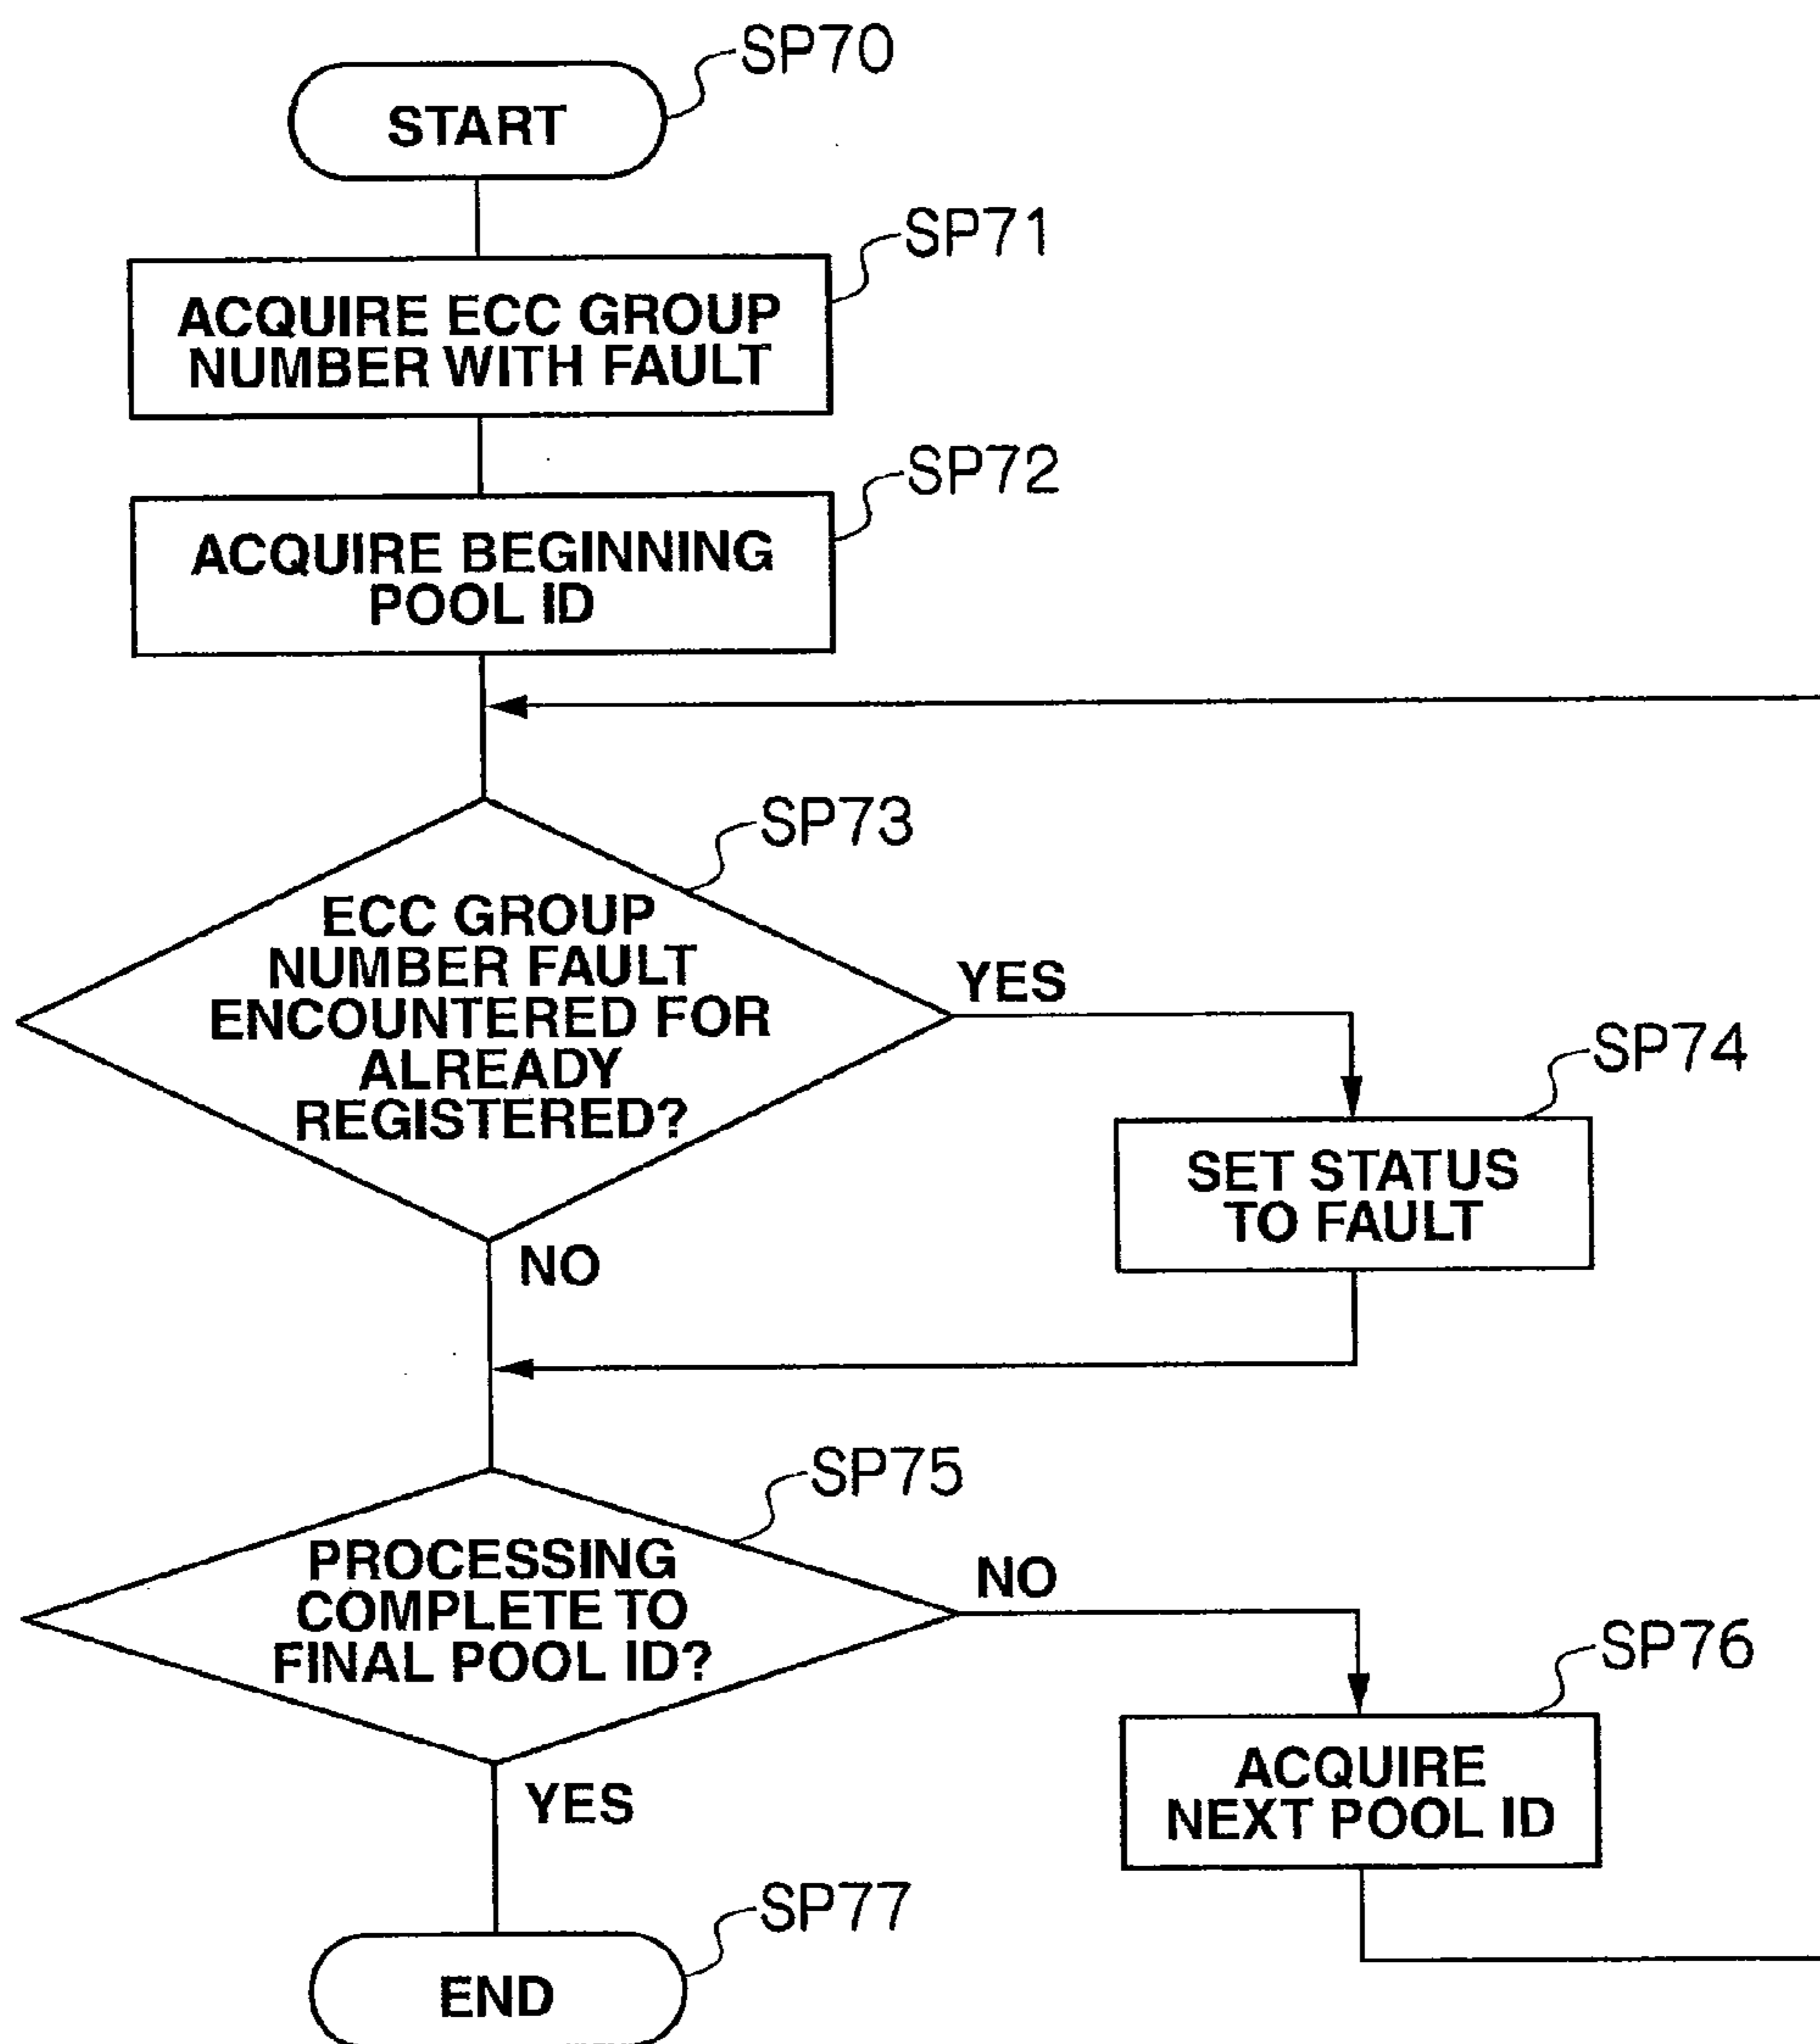 SP70
START
SP71
ACQUIRE ECC GROUP
NUMBER WITH FAULT
SP72
ACQUIRE BEGINNING
POOL ID
SP73
ECC GROUP
NUMBER FAULT
ENCOUNTERED FOR
ALREADY
REGISTERED?
YES
SP74
SET STATUS
TO FAULT
NO
SP75
PROCESSING
COMPLETE TO
FINAL POOL ID?
NO
SP76
ACQUIRE
NEXT POOL ID
YES
SP77
END